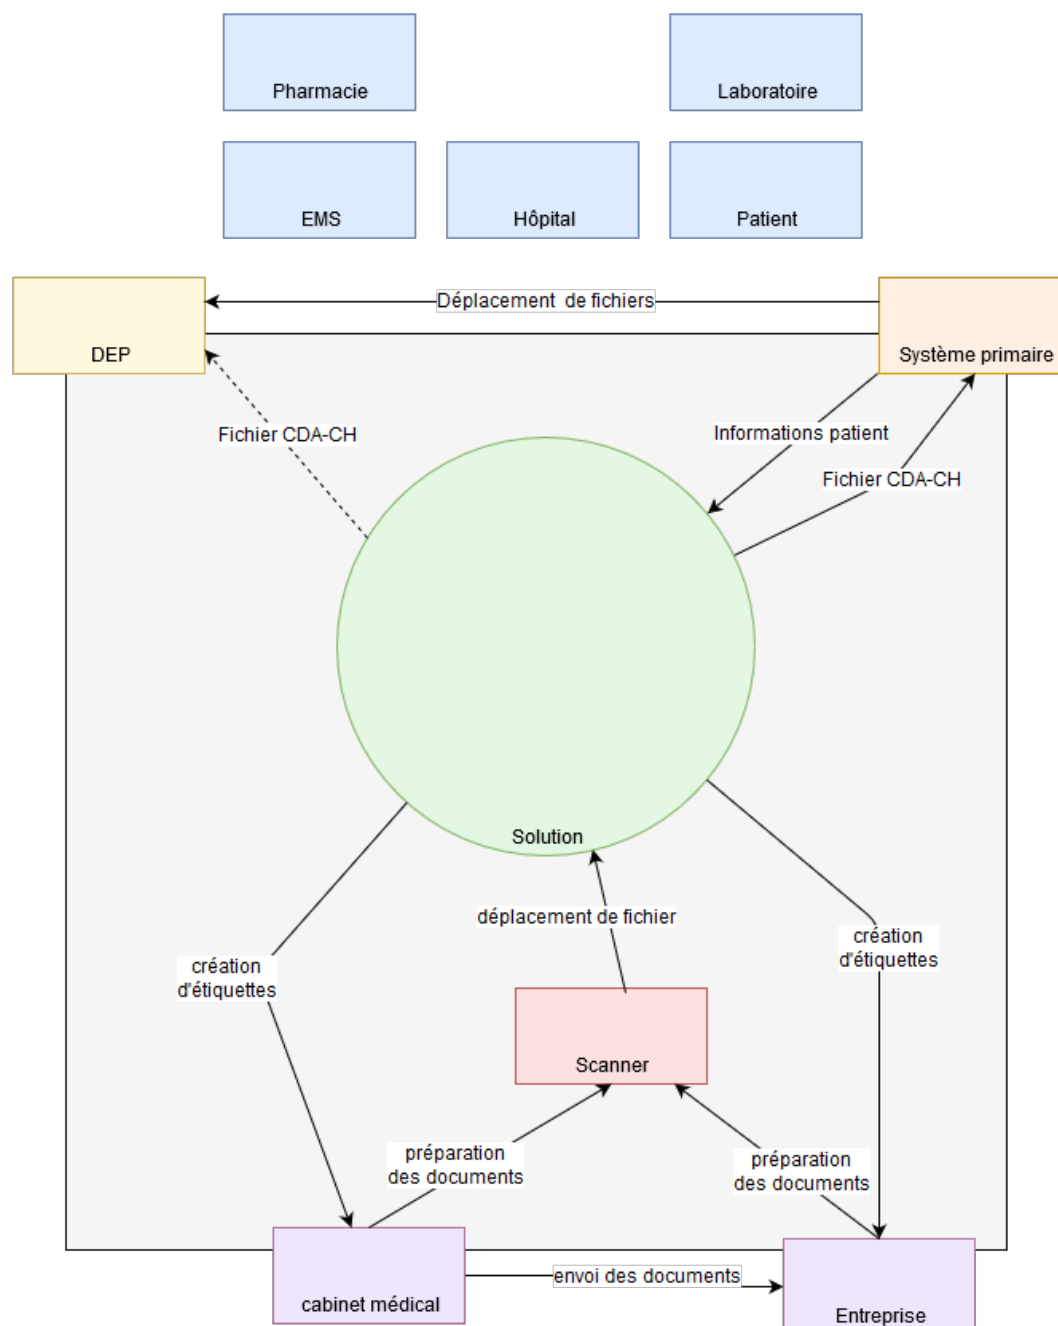 Pharmacie
Laboratoire
EMS
Hôpital
Patient
Déplacement de fichiers
DEP
Système primaire
Informations patient
Fichier CDA-CH
Fichier CDA-CH
Solution
déplacement de fichier
création
d'étiquettes
création
d'étiquettes
Scanner
préparation
des documents
préparation
des documents
envoi des documents
cabinet médical
Entreprise